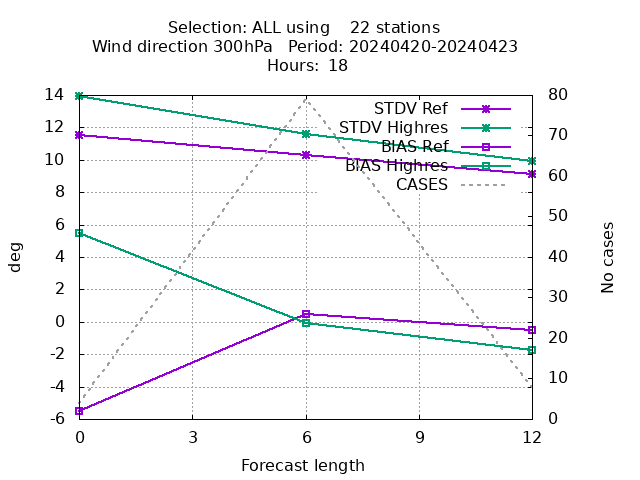 Selection: ALL using    22 stations
Wind direction 300hPa   Period: 20240420-20240423
Hours: 18
14
12
10
8
6
4
2
0
-2
-4
-6
80
70
60
50
40
30
20
10
0
STDV Ref
STDV Highres
BIAS Ref
BIAS Highres
CASES
deg
No cases
0 3 6 9 12
Forecast length